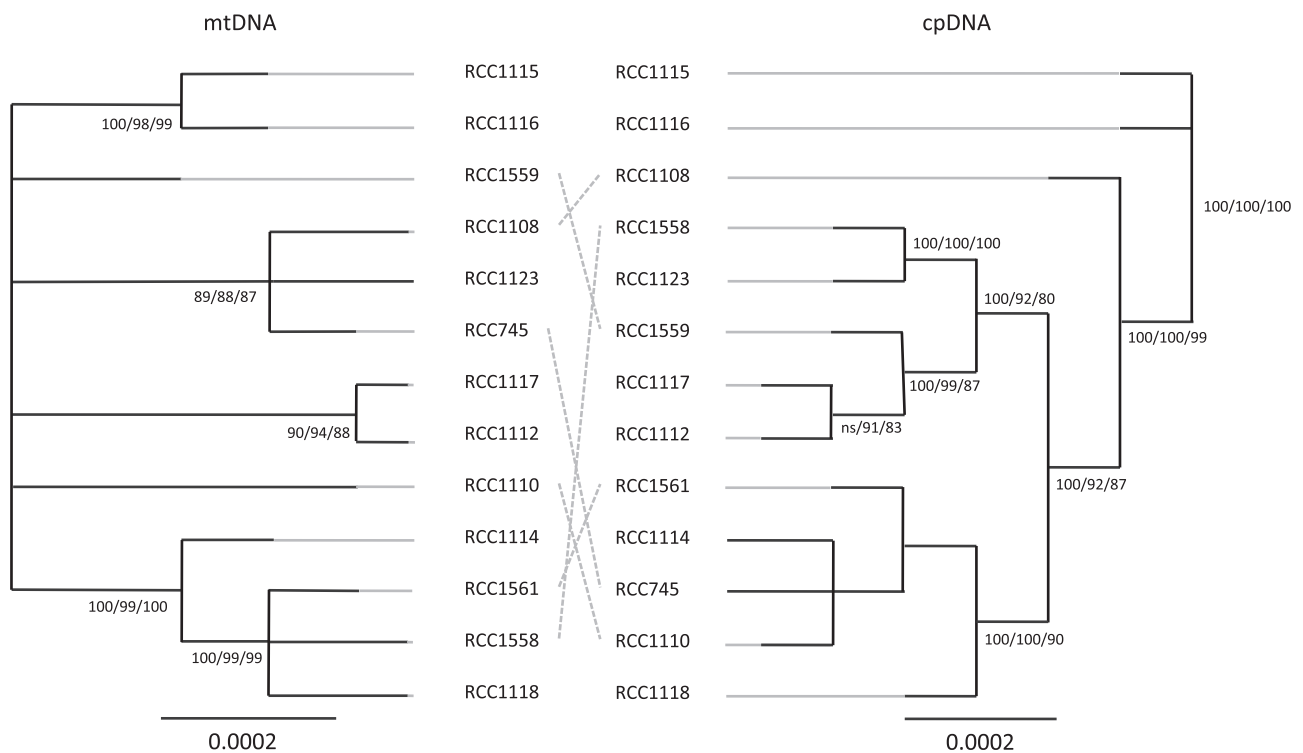 mtDNA
cpDNA
RCC1115 RCC1115
RCC1116 RCC1116
100/98/99
RCC1559 RCC1108
100/100/100
RCC1108 RCC1558
100/100/100
RCC1123 RCC1123
89/88/87
100/92/80
RCC745 RCC1559
100/100/99
RCC1117 RCC1117
100/99/87
90/94/88
RCC1112 RCC1112
ns/91/83
RCC1110 RCC1561
100/92/87
RCC1114 RCC1114
RCC1561 RCC745
100/99/100
RCC1558 RCC1110
100/100/90
100/99/99
RCC1118 RCC1118
0.0002
0.0002